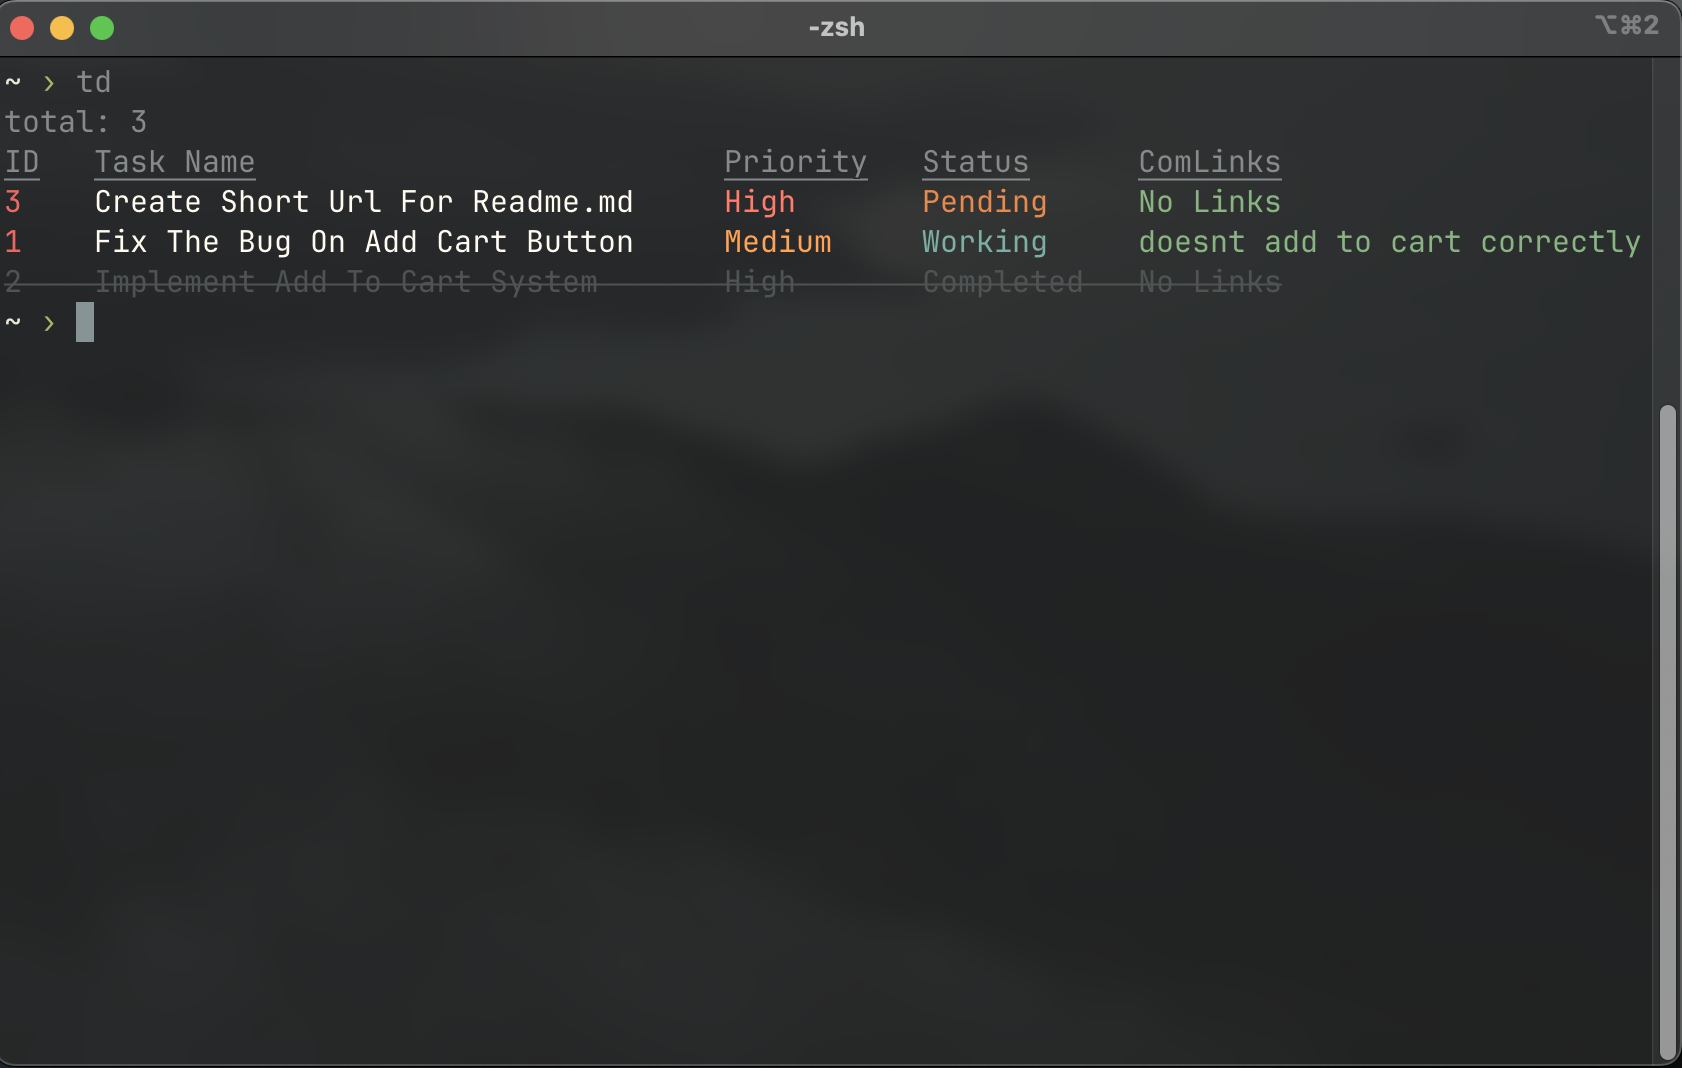 -zsh ⌥⌘2
~ › td
total: 3
ID Task Name Priority Status ComLinks
3 Create Short Url For Readme.md High Pending No Links
1 Fix The Bug On Add Cart Button Medium Working doesnt add to cart correctly
2 Implement Add To Cart System High Completed No Links
~ ›